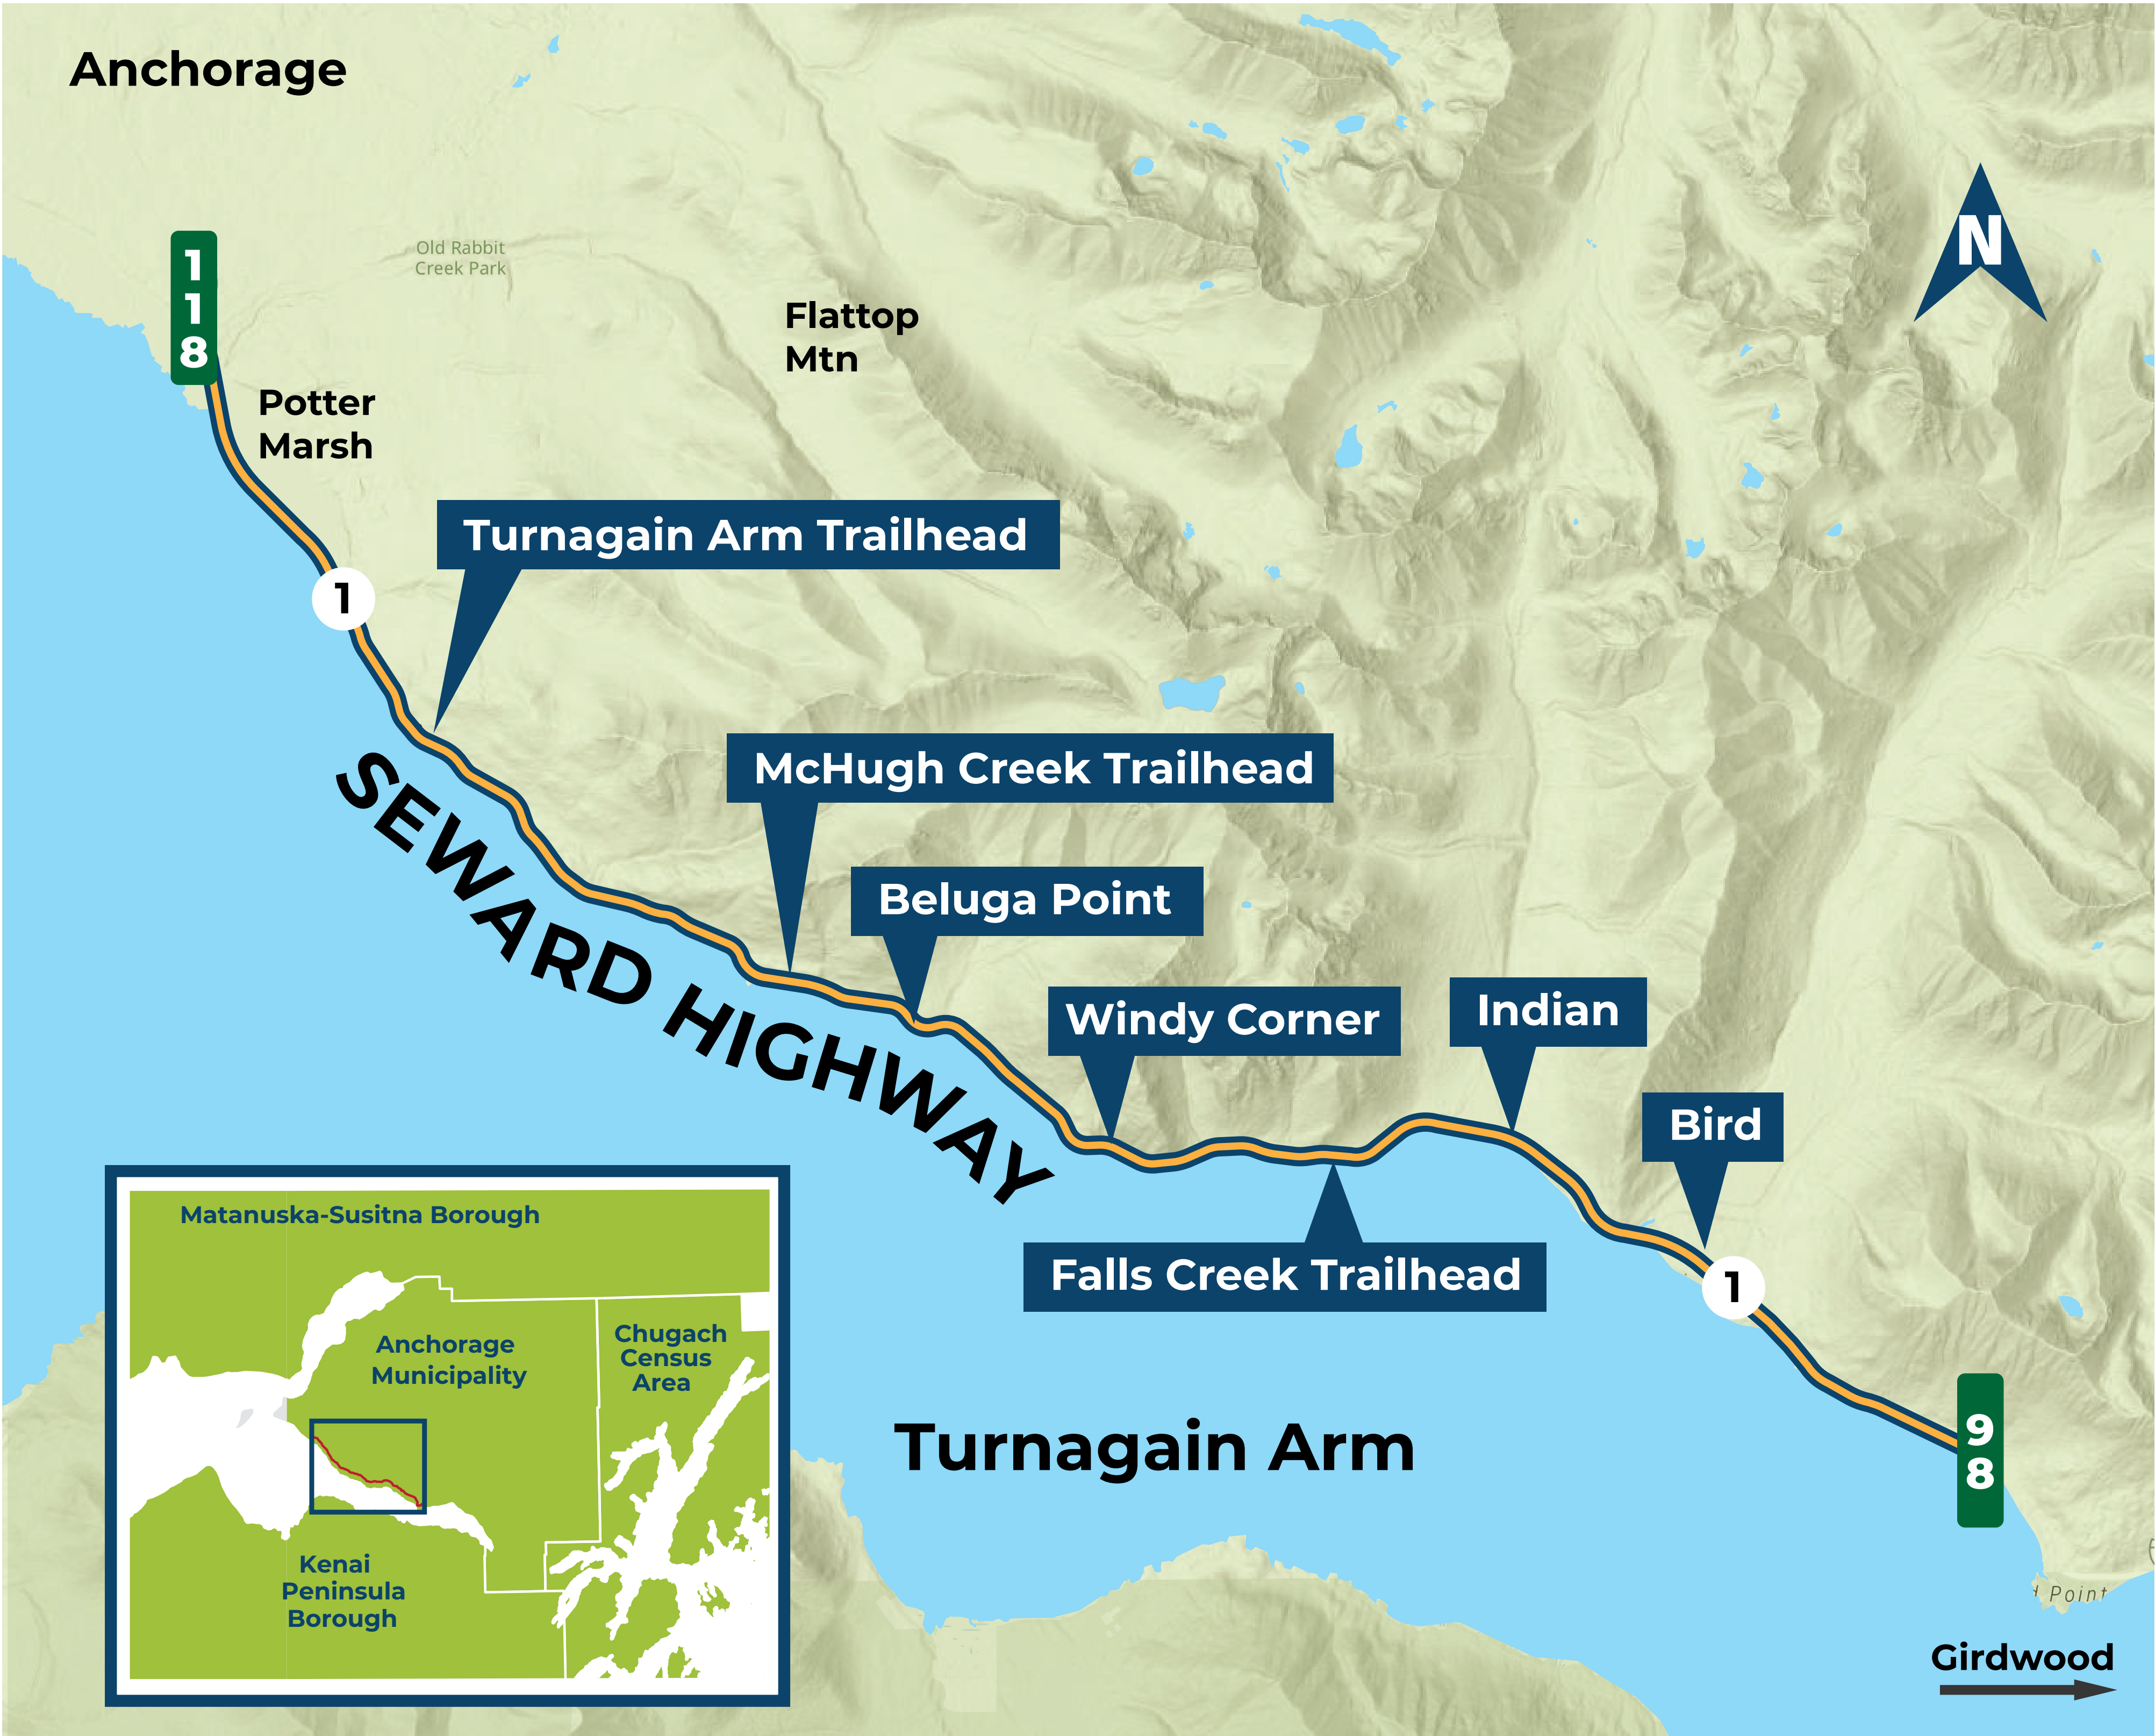 Anchorage
N
1
1
8
Old Rabbit
Creek Park
Flattop
Mtn
Potter
Marsh
Turnagain Arm Trailhead
1
SEWARD HIGHWAY
McHugh Creek Trailhead
Beluga Point
Windy Corner
Indian
Bird
Falls Creek Trailhead
1
Turnagain Arm
9
8
Point
Girdwood
Matanuska-Susitna Borough
Anchorage
Municipality
Chugach
Census
Area
Kenai
Peninsula
Borough